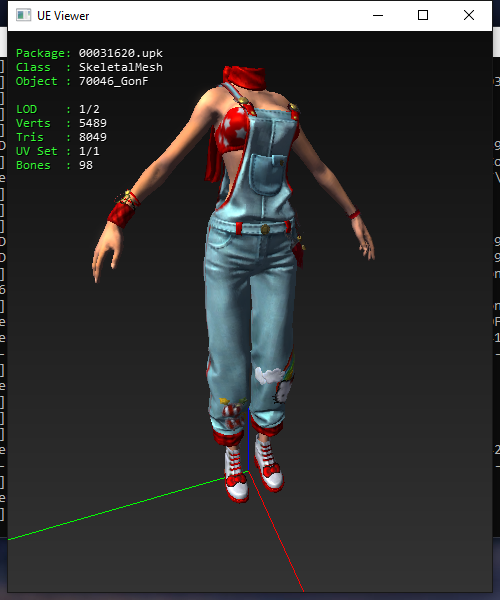 UE Viewer
Package: 00031620.upk
Class : SkeletalMesh
Object : 70046_GonF
LOD : 1/2
Verts : 5489
Tris : 8049
UV Set : 1/1
Bones : 98